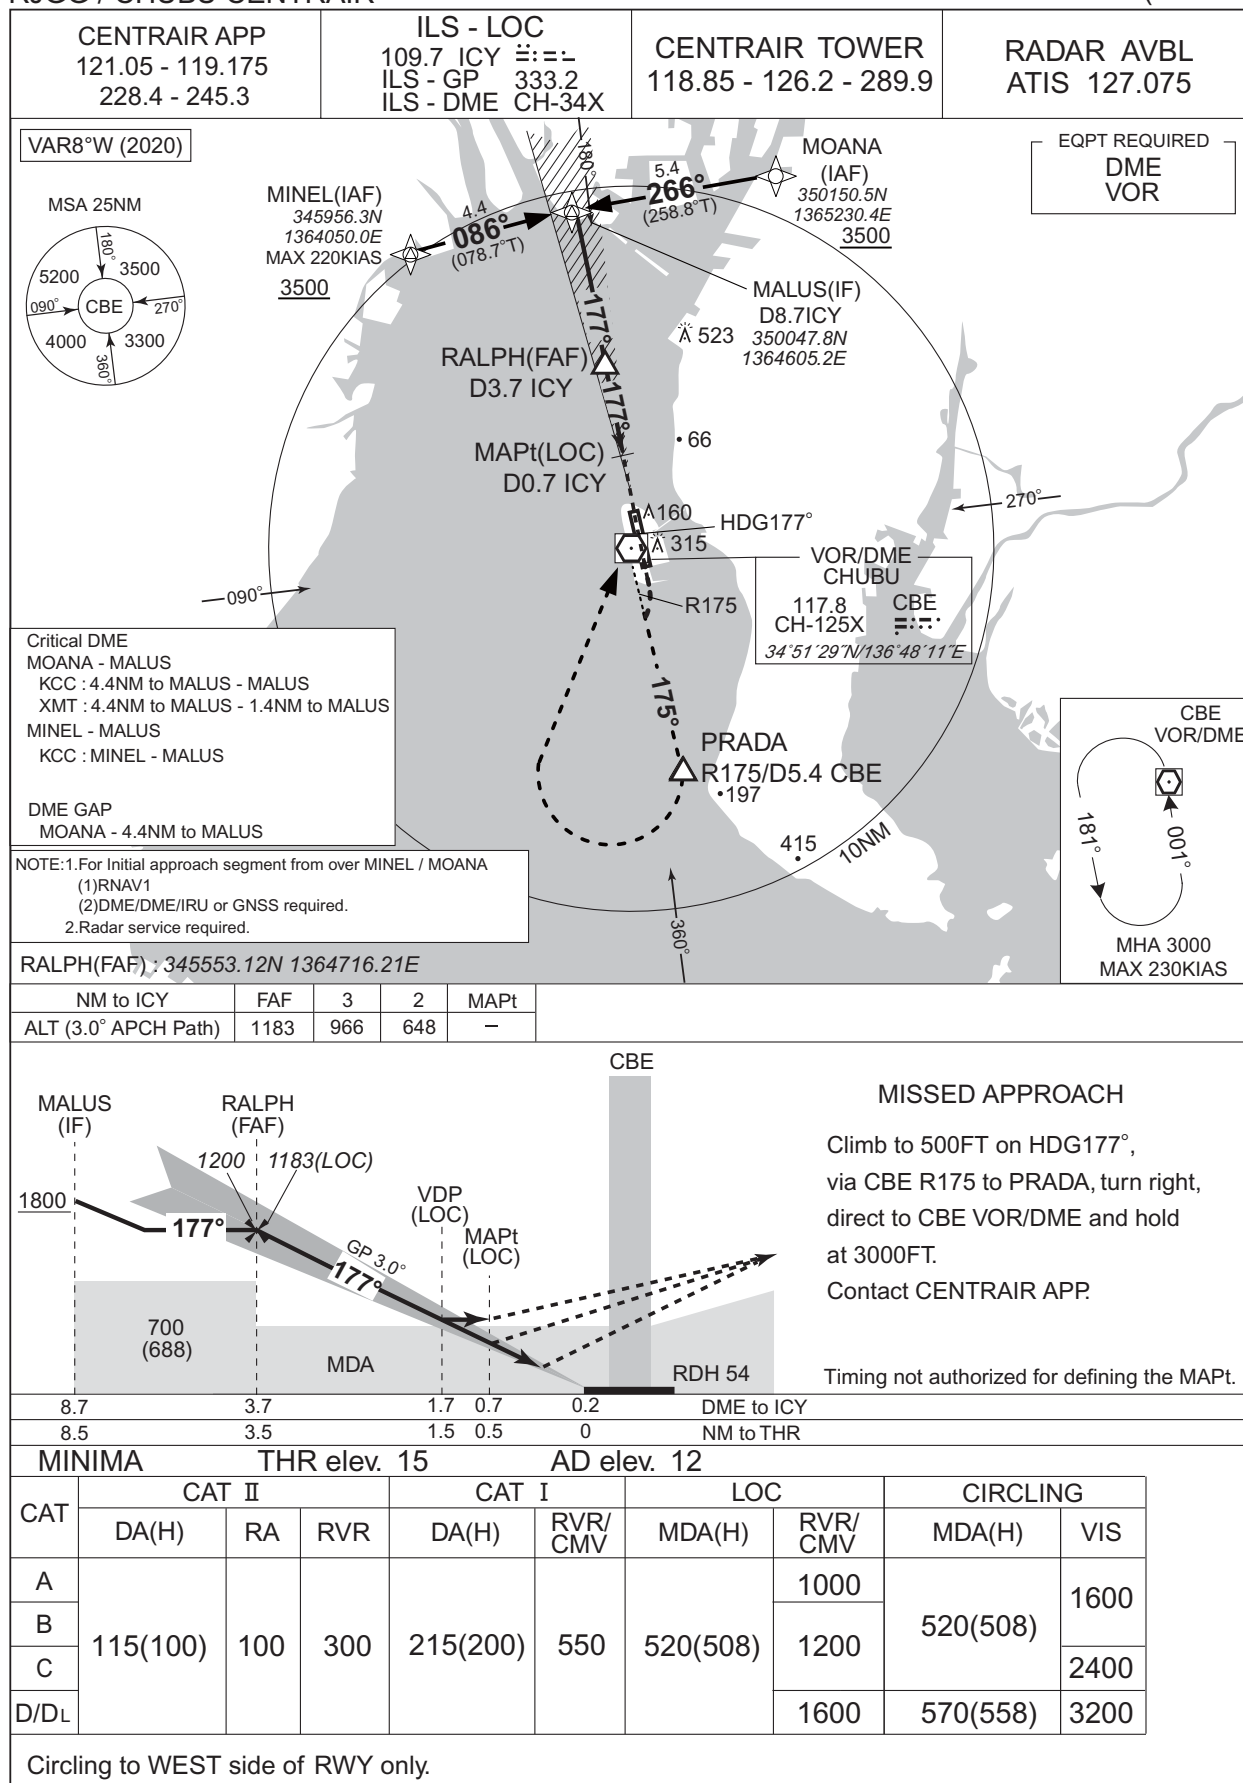 CENTRAIR APP
121.05 - 119.175
228.4 - 245.3
ILS - LOC
109.7 ICY
ILS - GP 333.2
ILS - DME CH-34X
CENTRAIR TOWER
118.85 - 126.2 - 289.9
RADAR AVBL
ATIS 127.075
VAR8°W (2020)
EQPT REQUIRED
DME
VOR
MSA 25NM
180°
5200
3500
090°
CBE
270°
4000
3300
360°
MINEL(IAF)
345956.3N
1364050.0E
MAX 220KIAS
3500
4.4
086°
(078.7°T)
180°
5.4
266°
(258.8°T)
MOANA
(IAF)
350150.5N
1365230.4E
3500
MALUS(IF)
D8.7ICY
350047.8N
1364605.2E
523
177°
RALPH(FAF)
D3.7 ICY
177°
MAPt(LOC)
D0.7 ICY
66
160
HDG177°
315
270°
VOR/DME
CHUBU
117.8 CBE
CH-125X
34°51´29˝N/136°48´11˝E
090°
R175
175°
PRADA
R175/D5.4 CBE
197
415
10NM
360°
Critical DME
MOANA - MALUS
KCC : 4.4NM to MALUS - MALUS
XMT : 4.4NM to MALUS - 1.4NM to MALUS
MINEL - MALUS
KCC : MINEL - MALUS
DME GAP
MOANA - 4.4NM to MALUS
NOTE:1.For Initial approach segment from over MINEL / MOANA
(1)RNAV1
(2)DME/DME/IRU or GNSS required.
2.Radar service required.
RALPH(FAF) : 345553.12N 1364716.21E
CBE
VOR/DME
181°
001°
MHA 3000
MAX 230KIAS
NM to ICY FAF 3 2 MAPt
ALT (3.0° APCH Path) 1183 966 648 –
CBE
MALUS
(IF)
RALPH
(FAF)
1200 1183(LOC)
1800
177°
GP 3.0°
177°
VDP
(LOC)
MAPt
(LOC)
700
(688)
MDA
RDH 54
MISSED APPROACH
Climb to 500FT on HDG177°,
via CBE R175 to PRADA, turn right,
direct to CBE VOR/DME and hold
at 3000FT.
Contact CENTRAIR APP.
Timing not authorized for defining the MAPt.
8.7 3.7 1.7 0.7 0.2 DME to ICY
8.5 3.5 1.5 0.5 0 NM to THR
MINIMA THR elev. 15 AD elev. 12
CAT CAT II CAT I LOC CIRCLING
DA(H) RA RVR DA(H) RVR/CMV MDA(H) RVR/CMV MDA(H) VIS
A 1000 1600
B 115(100) 100 300 215(200) 550 520(508) 1200 520(508)
C 2400
D/DL 1600 570(558) 3200
Circling to WEST side of RWY only.